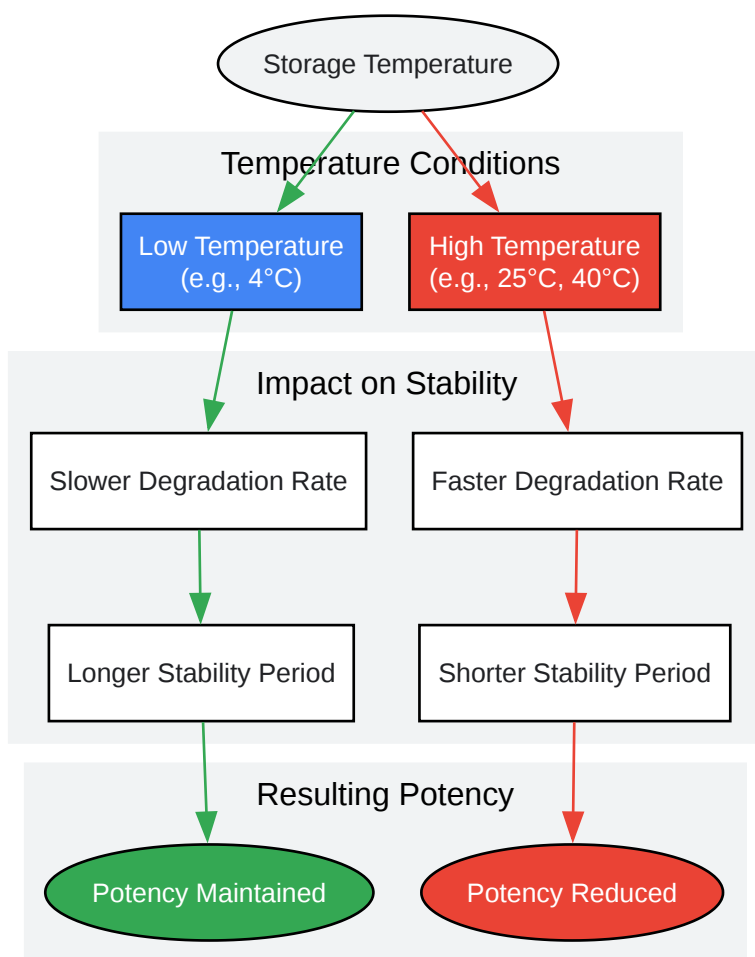 Storage Temperature
Temperature Conditions
Low Temperature
(e.g., 4°C)
High Temperature
(e.g., 25°C, 40°C)
Impact on Stability
Slower Degradation Rate
Faster Degradation Rate
Longer Stability Period
Shorter Stability Period
Resulting Potency
Potency Maintained
Potency Reduced